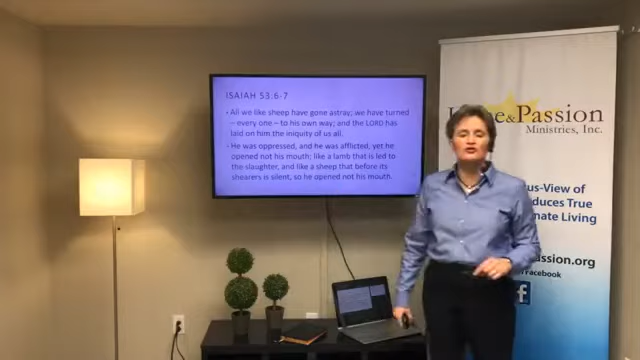 ISAIAH 53:6-7
• All we like sheep have gone astray; we have turned
– every one – to his own way; and the LORD has
laid on him the iniquity of us all.
• He was oppressed, and he was afflicted, yet he
opened not his mouth; like a lamb that is led to
the slaughter, and like a sheep that before its
shearers is silent, so he opened not his mouth.
&Passion
Ministries, Inc.
us-View of
duces True
mate Living
assion.org
/Facebook
f